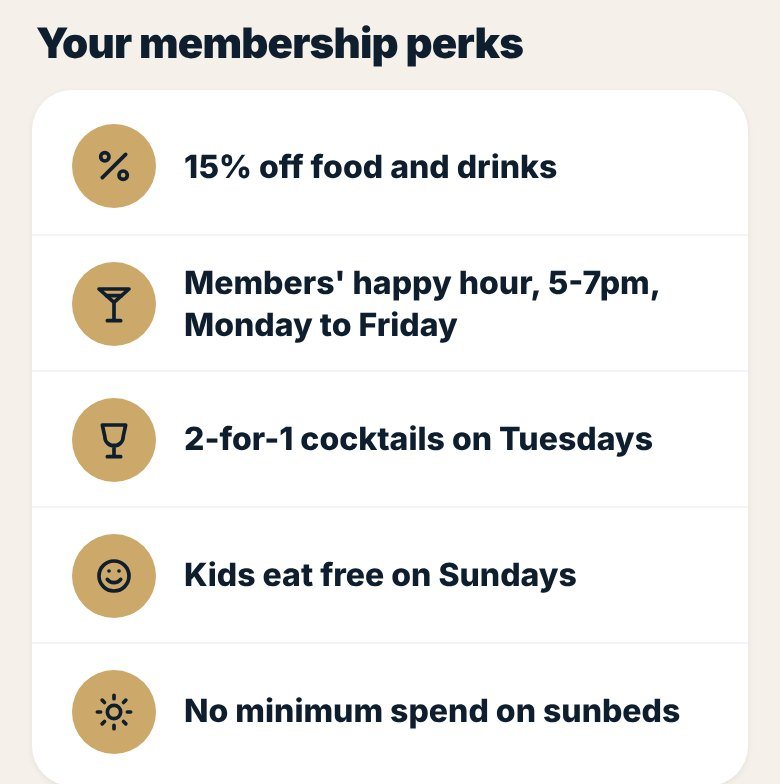 Your membership perks
15% off food and drinks
Members' happy hour, 5-7pm,
Monday to Friday
2-for-1 cocktails on Tuesdays
Kids eat free on Sundays
No minimum spend on sunbeds